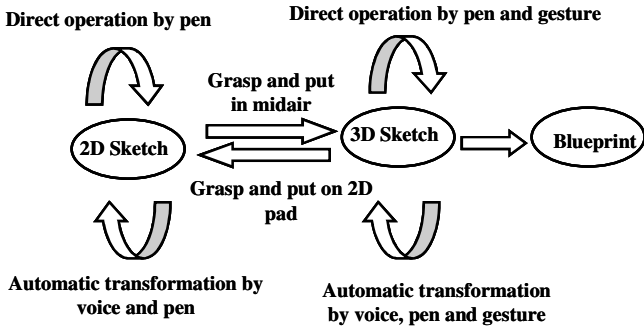 Direct operation by pen
Direct operation by pen and gesture
Grasp and put
in midair
2D Sketch
3D Sketch
Blueprint
Grasp and put on 2D
pad
Automatic transformation by
voice and pen
Automatic transformation
by voice, pen and gesture